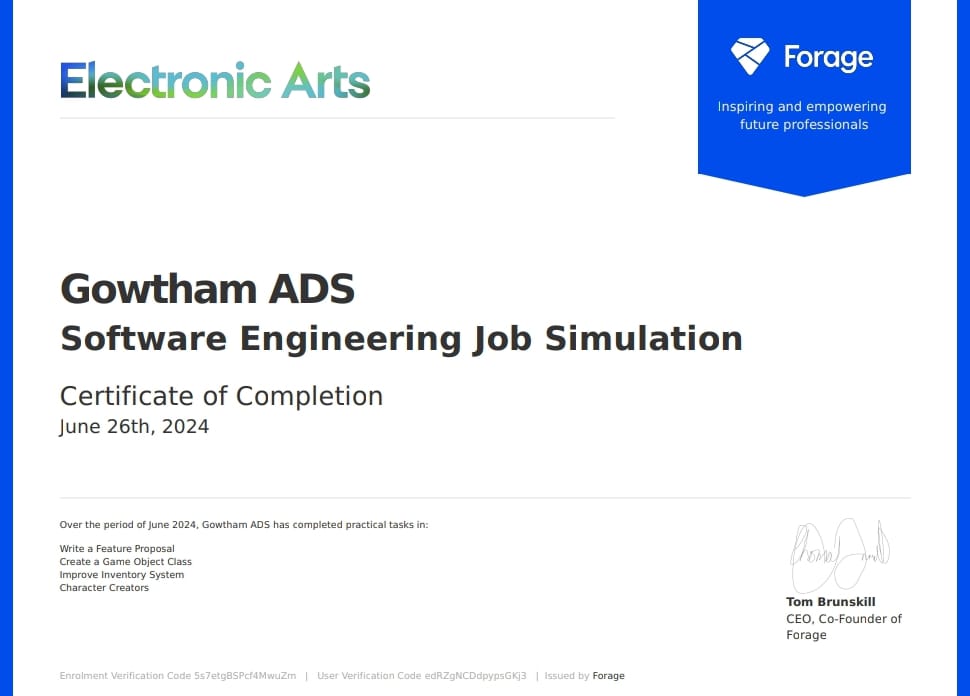 Electronic Arts
Forage
Inspiring and empowering
future professionals
Gowtham ADS
Software Engineering Job Simulation
Certificate of Completion
June 26th, 2024
Over the period of June 2024, Gowtham ADS has completed practical tasks in:
Write a Feature Proposal
Create a Game Object Class
Improve Inventory System
Character Creators
Tom Brunskill
CEO, Co-Founder of
Forage
Enrolment Verification Code 5s7etgBSPcf4MwuZm | User Verification Code edRZgNCDdpypsGKj3 | Issued by Forage